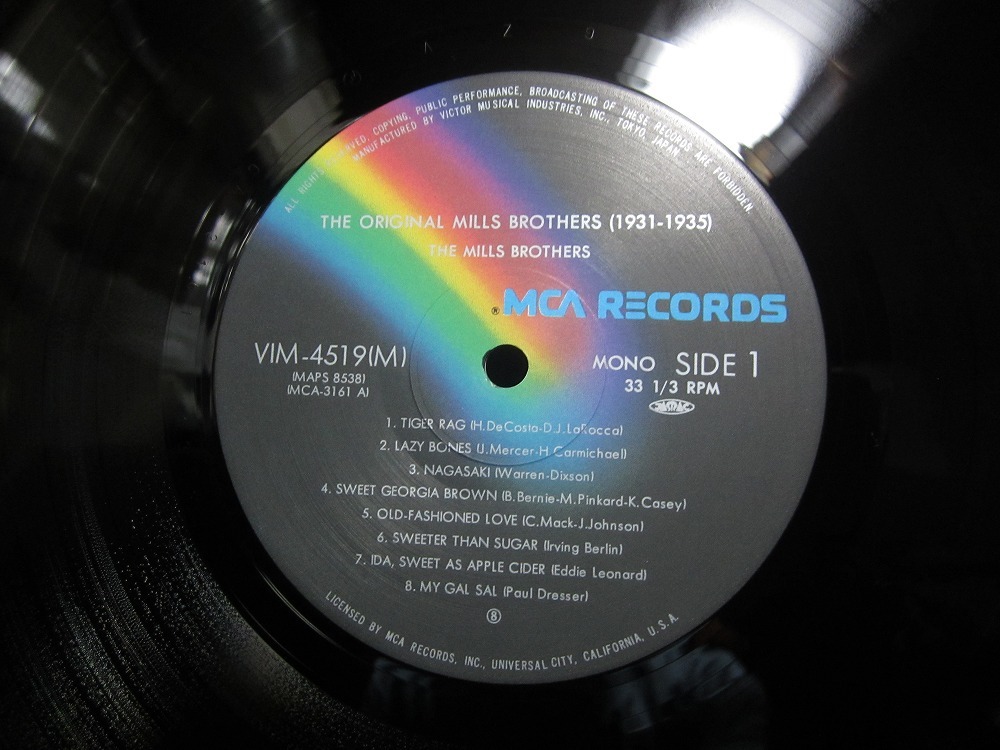 ALL RIGHTS RESERVED. COPYING, PUBLIC PERFORMANCE, BROADCASTING OF THESE RECORDS ARE FORBIDDEN.
MANUFACTURED BY VICTOR MUSICAL INDUSTRIES, INC., TOKYO, JAPAN
THE ORIGINAL MILLS BROTHERS (1931-1935)
THE MILLS BROTHERS
® MCA RECORDS
VIM-4519(M)
(MAPS 8538)
(MCA-3161 A)
MONO SIDE 1
33 1/3 RPM
1. TIGER RAG (H.DeCosta-D.J.LaRocca)
2. LAZY BONES (J.Mercer-H.Carmichael)
3. NAGASAKI (Warren-Dixson)
4. SWEET GEORGIA BROWN (B.Bernie-M.Pinkard-K.Casey)
5. OLD-FASHIONED LOVE (C.Mack-J.Johnson)
6. SWEETER THAN SUGAR (Irving Berlin)
7. IDA, SWEET AS APPLE CIDER (Eddie Leonard)
8. MY GAL SAL (Paul Dresser)
⑧
LICENSED BY MCA RECORDS, INC., UNIVERSAL CITY, CALIFORNIA, U.S.A.